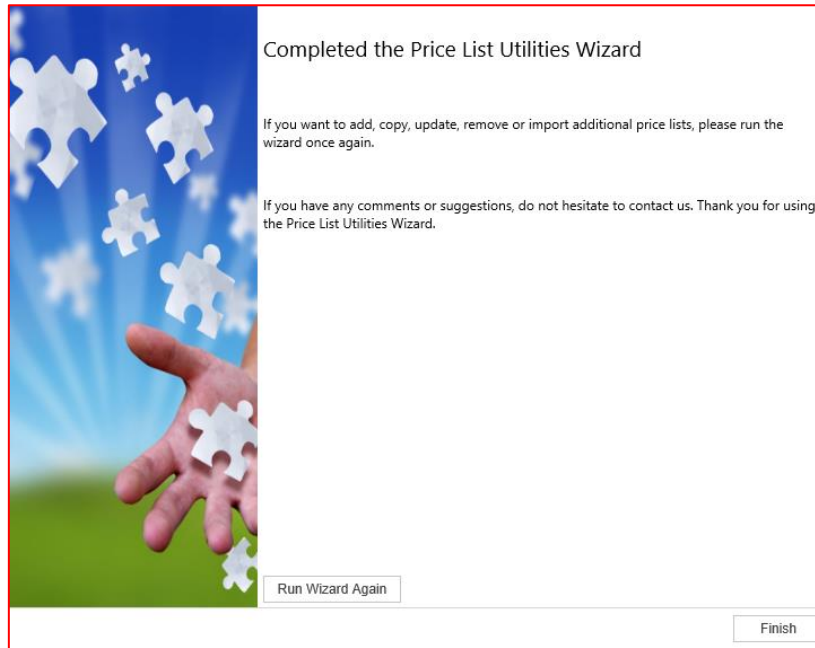 Completed the Price List Utilities Wizard
If you want to add, copy, update, remove or import additional price lists, please run the
wizard once again.
If you have any comments or suggestions, do not hesitate to contact us. Thank you for using
the Price List Utilities Wizard.
Run Wizard Again
Finish